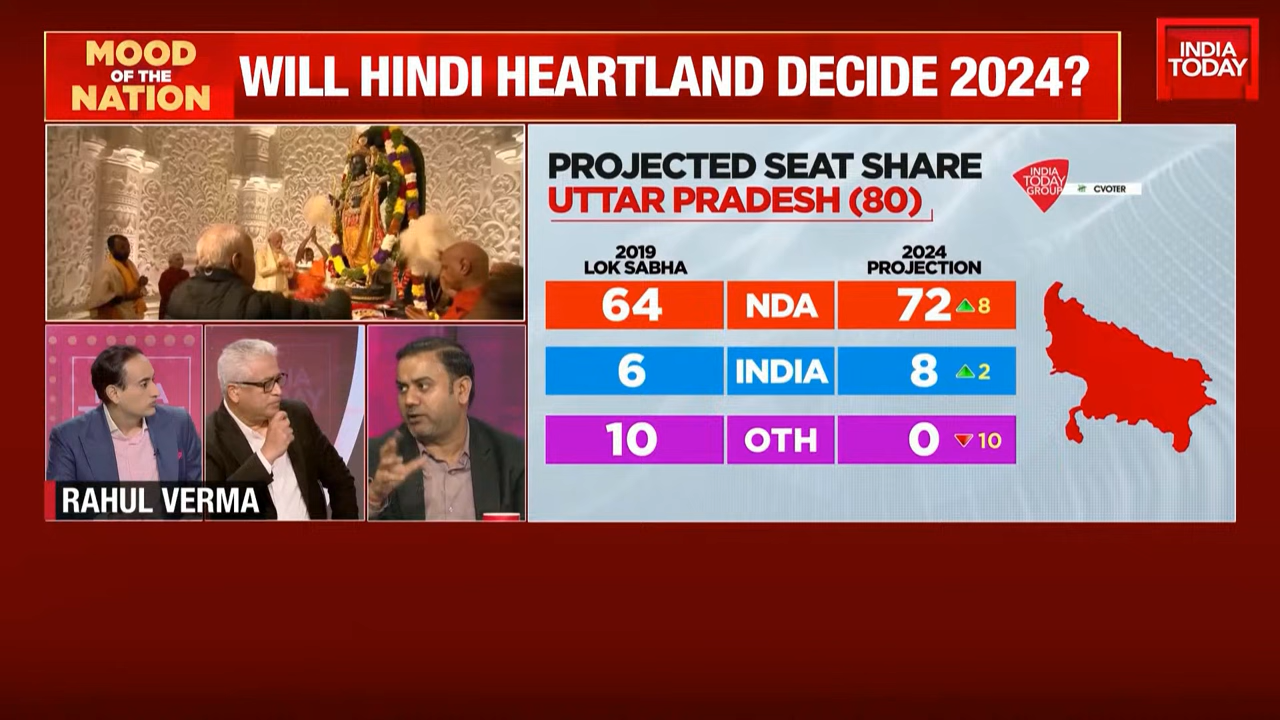 MOOD
OF THE
NATION
WILL HINDI HEARTLAND DECIDE 2024?
INDIA
TODAY
PROJECTED SEAT SHARE
UTTAR PRADESH (80)
INDIA
TODAY
GROUP
CVOTER
2019
LOK SABHA
2024
PROJECTION
64 NDA 72 8
6 INDIA 8 2
10 OTH 0 10
RAHUL VERMA